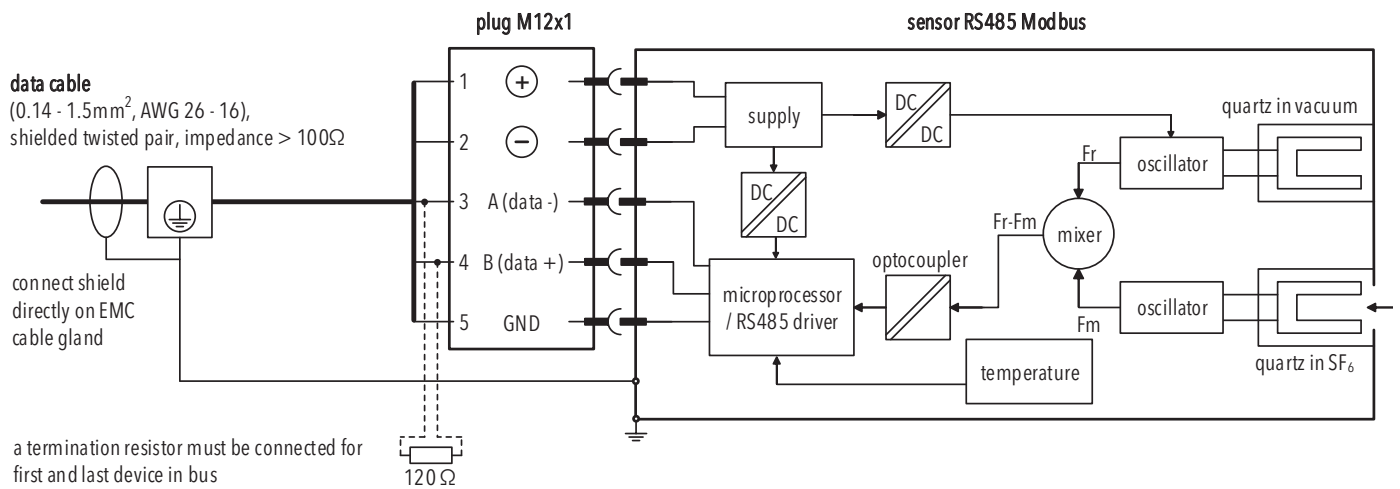 plug M12x1
sensor RS485 Modbus
data cable
(0.14 - 1.5mm², AWG 26 - 16),
shielded twisted pair, impedance > 100Ω
1
+
2
−
3
A (data -)
4
B (data +)
5
GND
connect shield
directly on EMC
cable gland
a termination resistor must be connected for
first and last device in bus
120 Ω
supply
DC
DC
DC
DC
microprocessor
/ RS485 driver
optocoupler
Fr-Fm
Fr
mixer
Fm
oscillator
oscillator
quartz in vacuum
quartz in SF₆
temperature